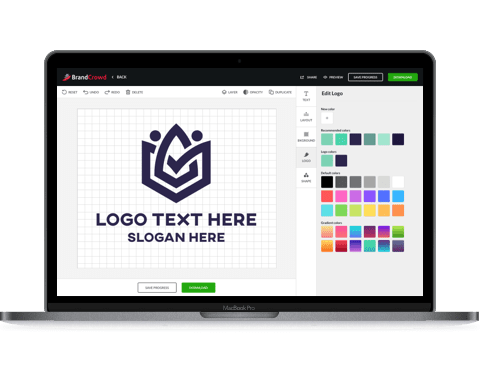 BrandCrowd
BACK
SHARE
PREVIEW
SAVE PROGRESS
DOWNLOAD
RESET
UNDO
REDO
DELETE
LAYER
OPACITY
DUPLICATE
TEXT
LAYOUT
BACKGROUND
LOGO
SHAPE
Edit Logo
New color
+
Recommended colors
Logo colors
Default colors
Gradient colors
LOGO TEXT HERE
SLOGAN HERE
SAVE PROGRESS
DOWNLOAD
MacBook Pro